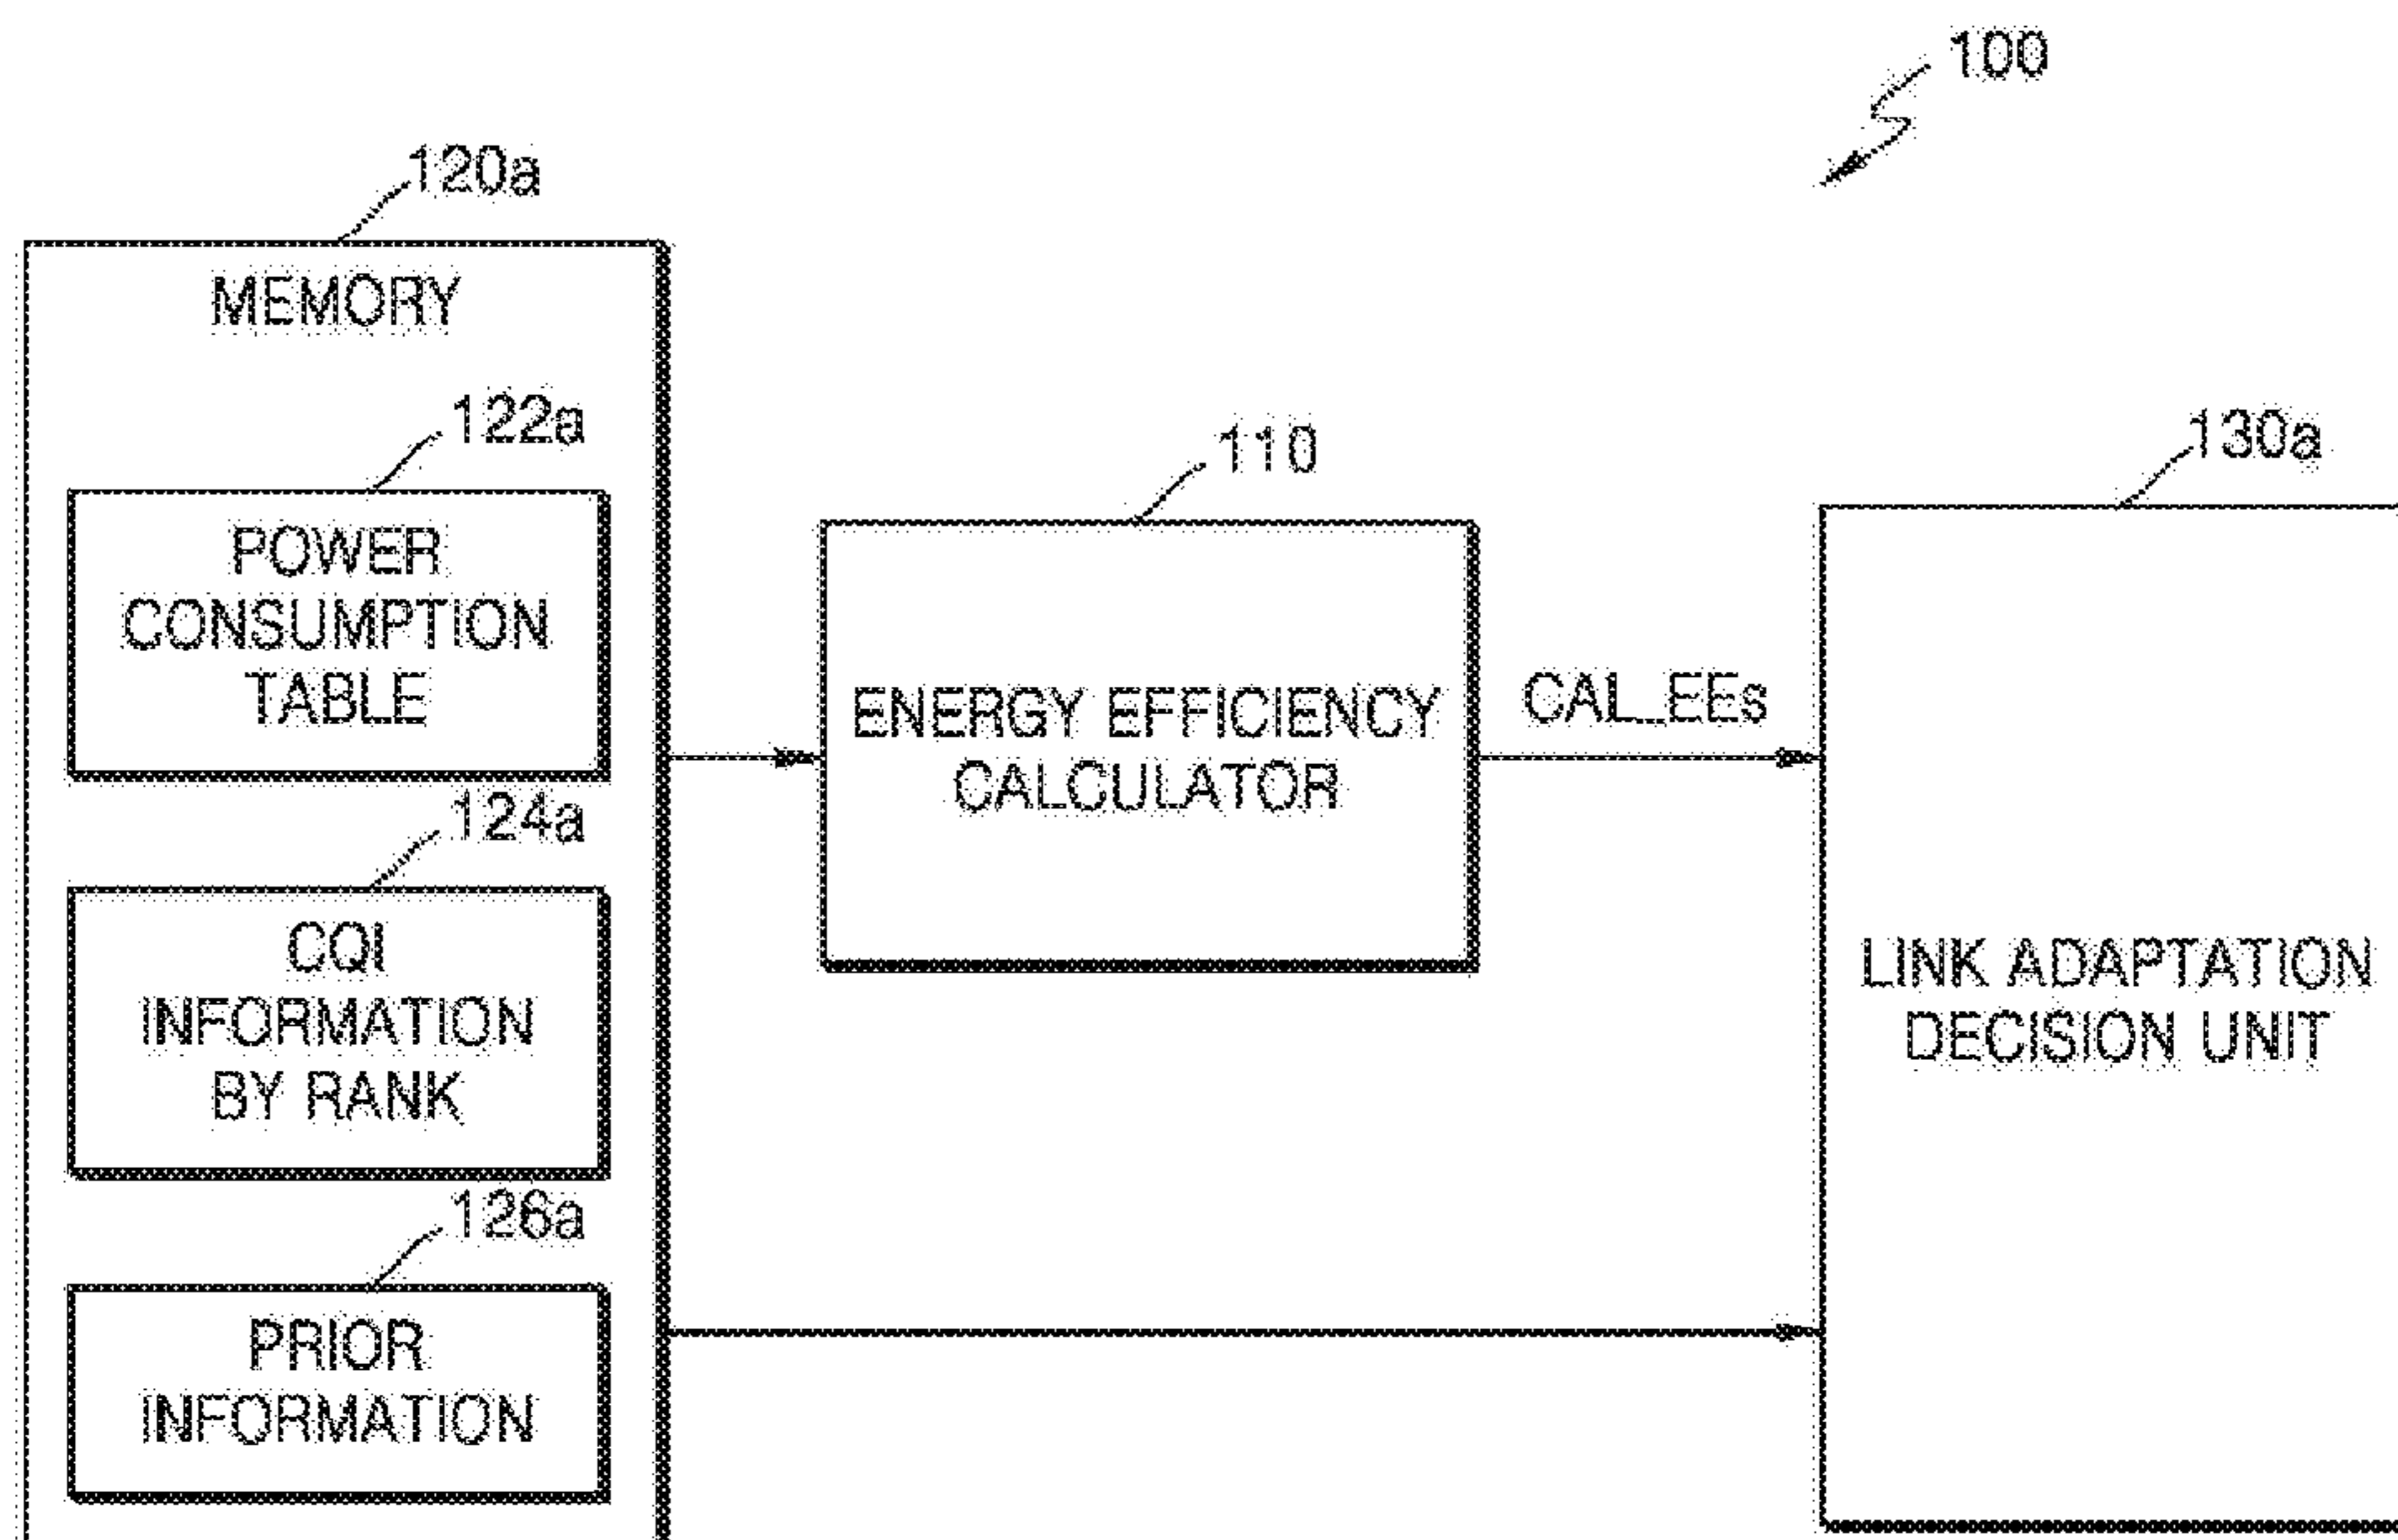 100
120a
MEMORY
122a
POWER
CONSUMPTION
TABLE
124a
CQI
INFORMATION
BY RANK
126a
PRIOR
INFORMATION
110
ENERGY EFFICIENCY
CALCULATOR
CAL_EEs
130a
LINK ADAPTATION
DECISION UNIT